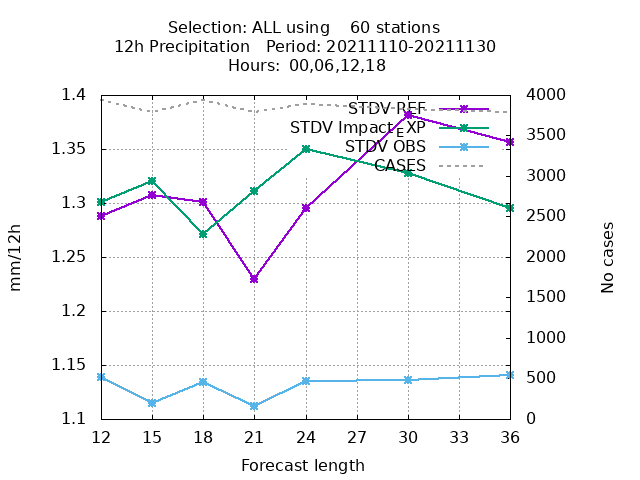 Selection: ALL using    60 stations
12h Precipitation   Period: 20211110-20211130
Hours: 00,06,12,18
STDV REF
STDV Impact_EXP
STDV OBS
CASES
1.4
1.35
1.3
1.25
1.2
1.15
1.1
4000
3500
3000
2500
2000
1500
1000
500
0
mm/12h
No cases
12 15 18 21 24 27 30 33 36
Forecast length